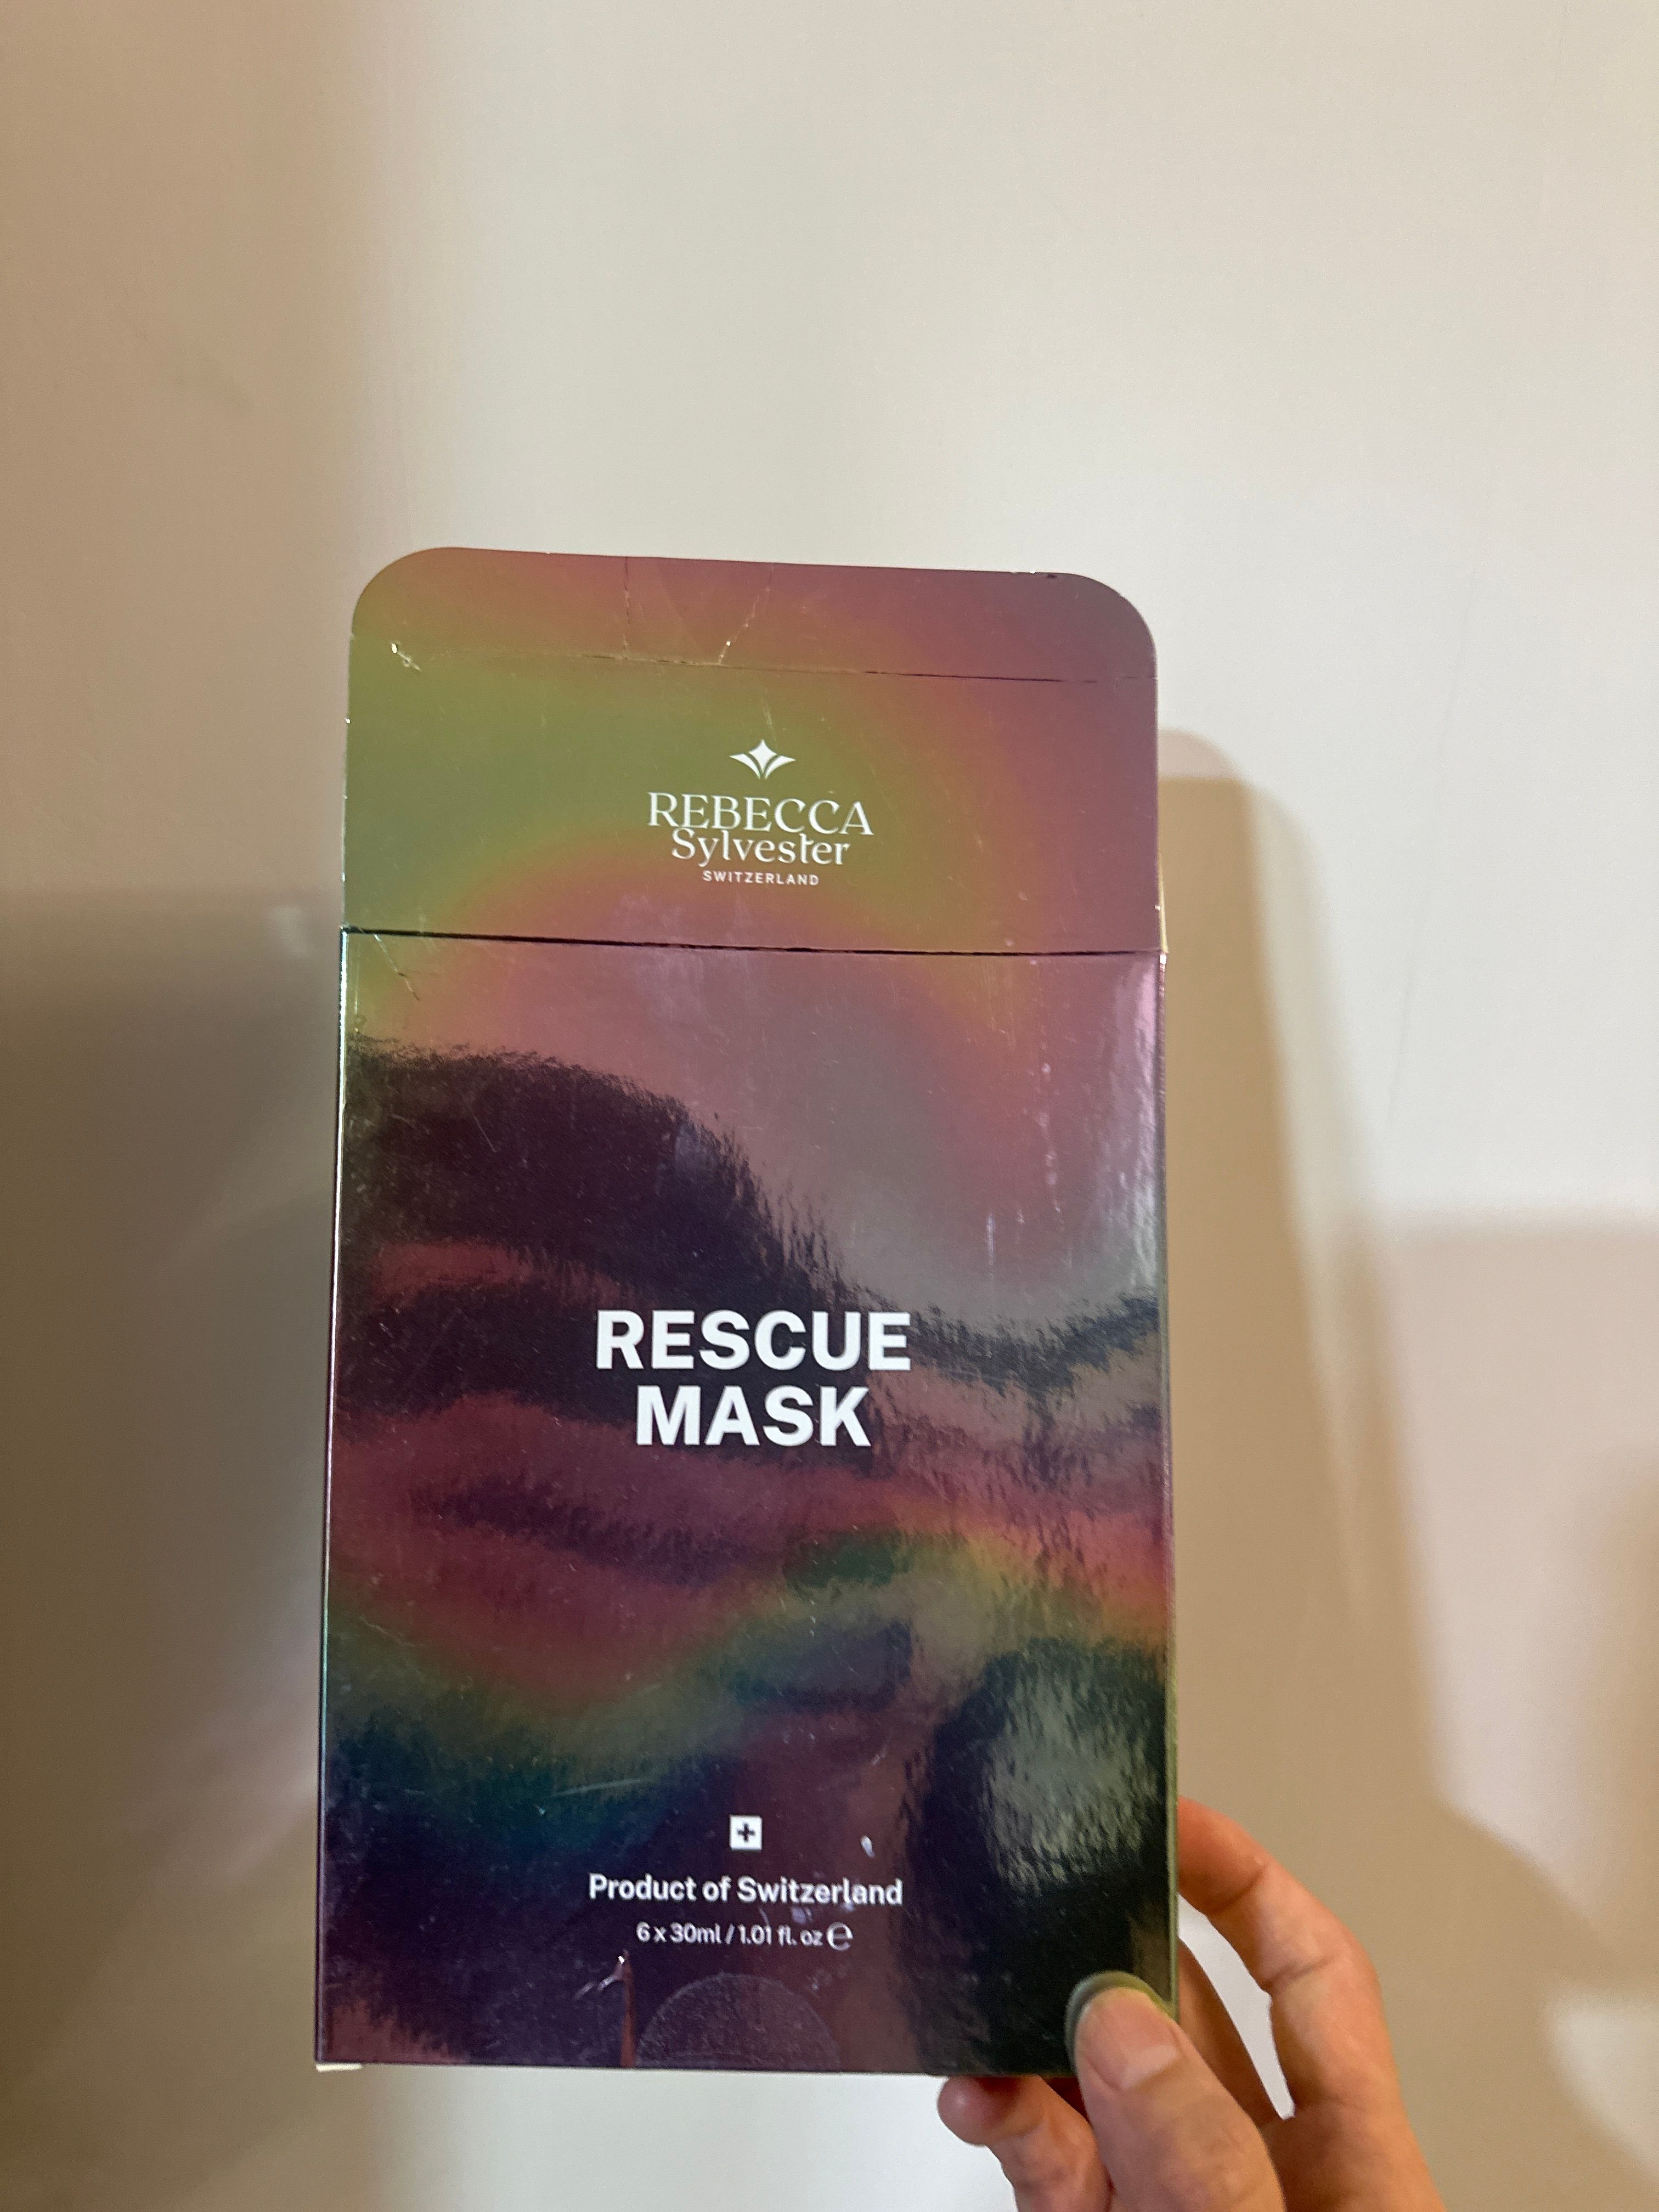 REBECCA
Sylvester
SWITZERLAND
RESCUE
MASK
Product of Switzerland
6 x 30ml / 1.01 fl. oz ℮